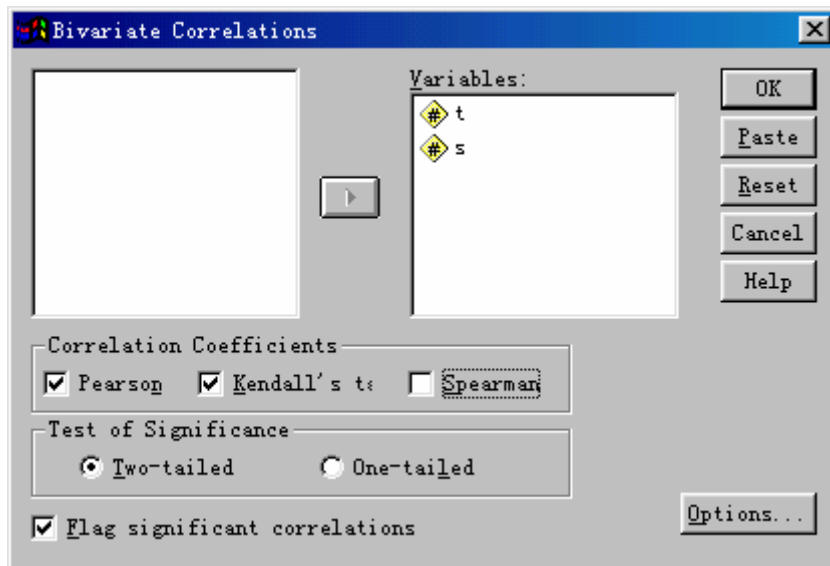 Bivariate Correlations
Variables:
t
s
OK
Paste
Reset
Cancel
Help
Correlation Coefficients
Pearson Kendall's t Spearman
Test of Significance
Two-tailed One-tailed
Flag significant correlations
Options...